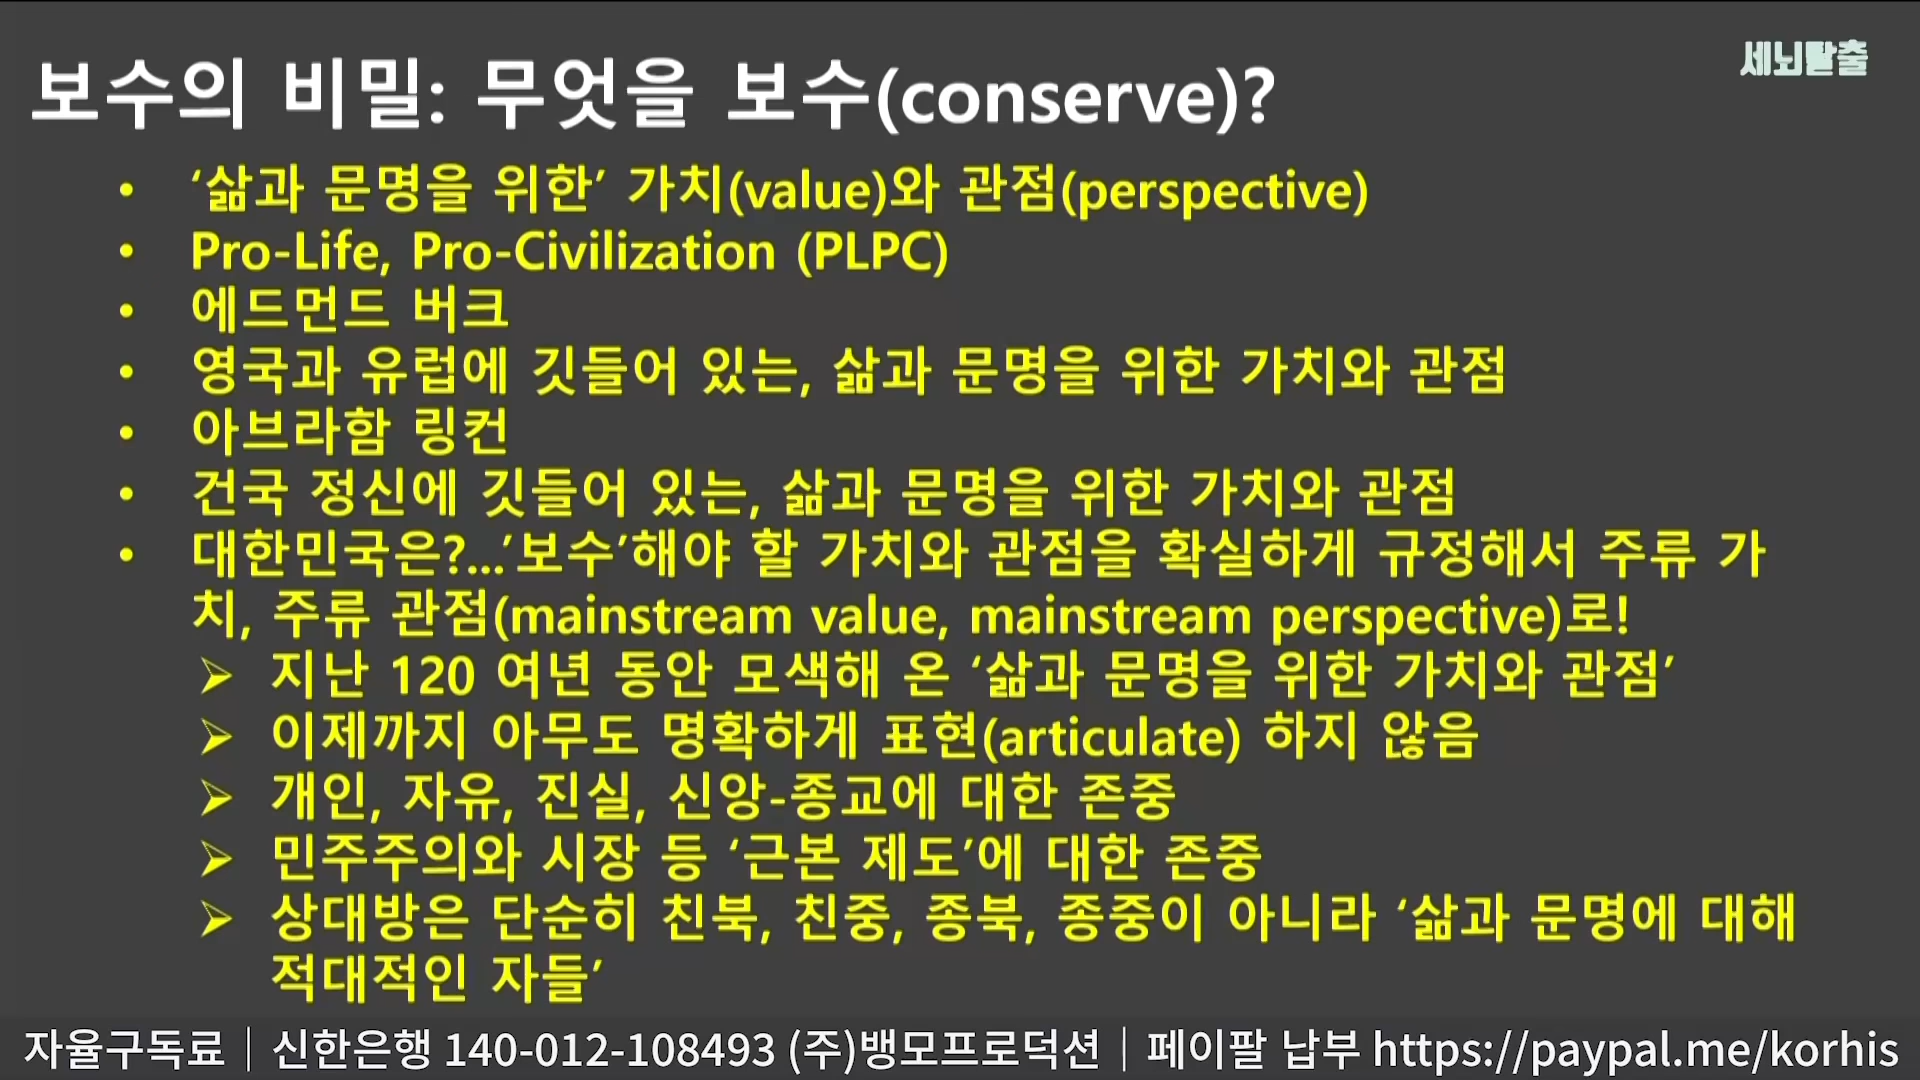 세뇌탈출
보수의 비밀: 무엇을 보수(conserve)?
• ‘삶과 문명을 위한’ 가치(value)와 관점(perspective)
• Pro-Life, Pro-Civilization (PLPC)
• 에드먼드 버크
• 영국과 유럽에 깃들어 있는, 삶과 문명을 위한 가치와 관점
• 아브라함 링컨
• 건국 정신에 깃들어 있는, 삶과 문명을 위한 가치와 관점
• 대한민국은?...’보수’해야 할 가치와 관점을 확실하게 규정해서 주류 가
치, 주류 관점(mainstream value, mainstream perspective)로!
➢ 지난 120 여년 동안 모색해 온 ‘삶과 문명을 위한 가치와 관점’
➢ 이제까지 아무도 명확하게 표현(articulate) 하지 않음
➢ 개인, 자유, 진실, 신앙-종교에 대한 존중
➢ 민주주의와 시장 등 ‘근본 제도’에 대한 존중
➢ 상대방은 단순히 친북, 친중, 종북, 종중이 아니라 ‘삶과 문명에 대해
적대적인 자들’
자율구독료｜신한은행 140-012-108493 (주)뱅모프로덕션｜페이팔 납부 https://paypal.me/korhis